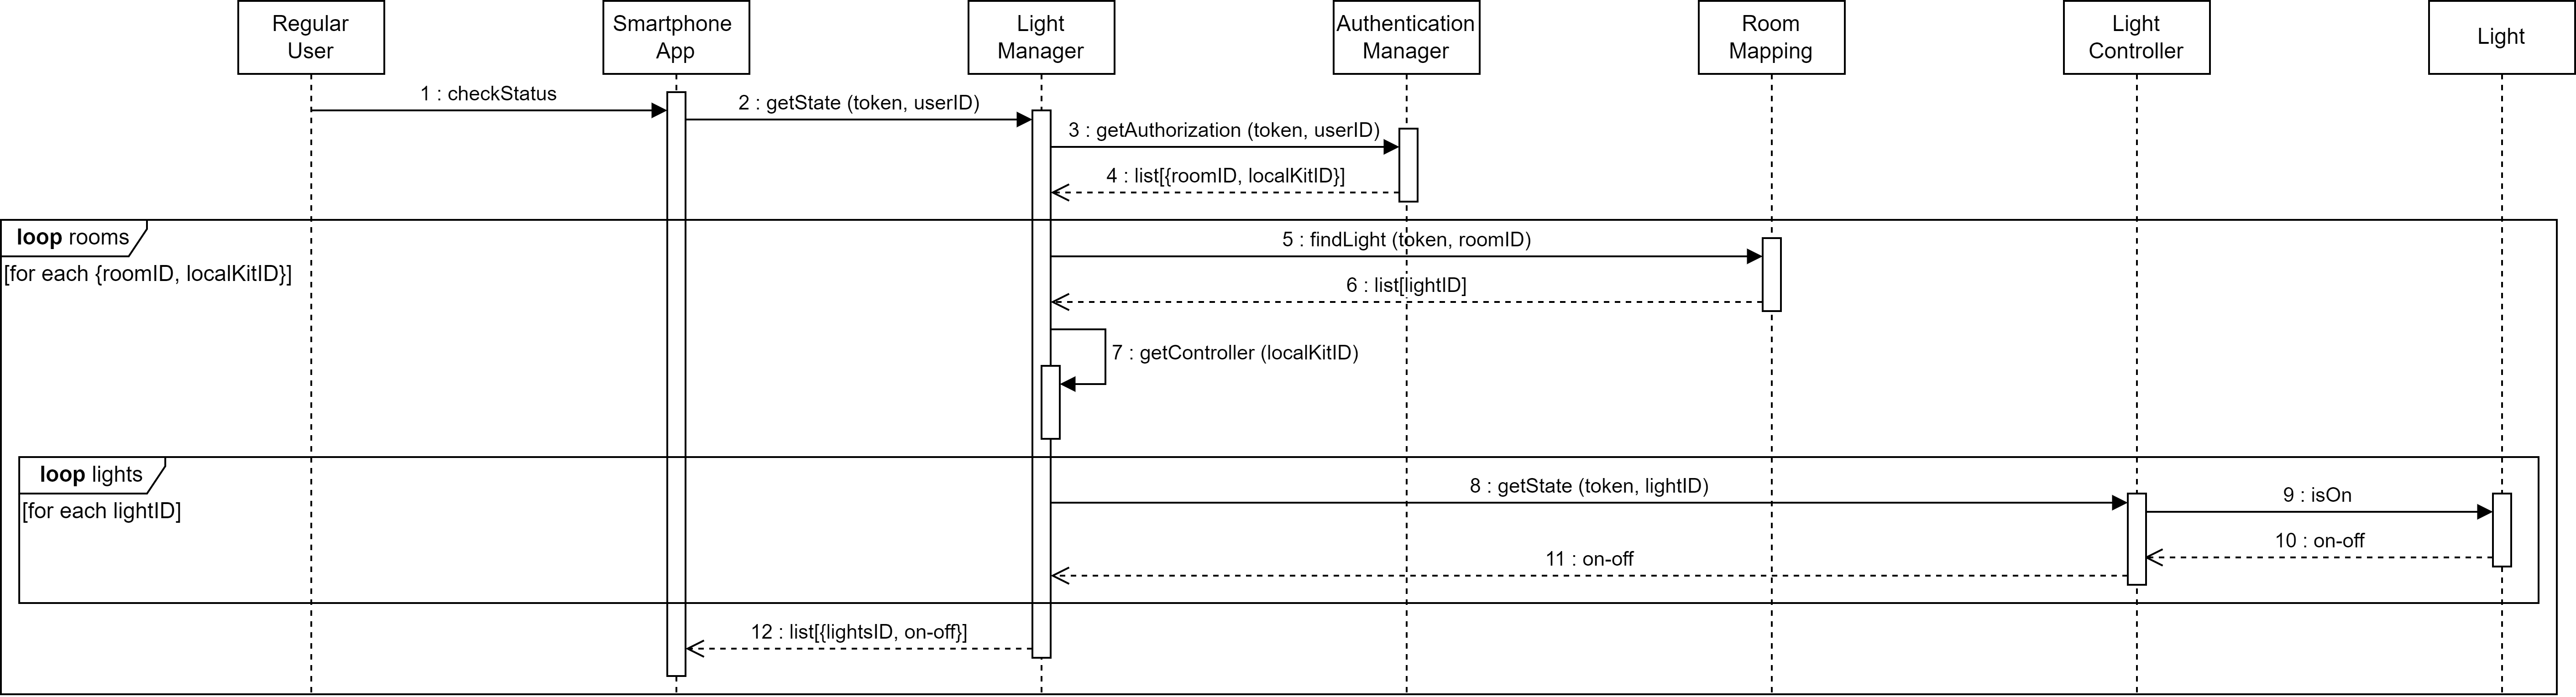 Regular
User
Smartphone
App
Light
Manager
Authentication
Manager
Room
Mapping
Light
Controller
Light
1 : checkStatus
2 : getState (token, userID)
3 : getAuthorization (token, userID)
4 : list[{roomID, localKitID}]
loop rooms
[for each {roomID, localKitID}]
5 : findLight (token, roomID)
6 : list[lightID]
7 : getController (localKitID)
loop lights
[for each lightID]
8 : getState (token, lightID)
9 : isOn
10 : on-off
11 : on-off
12 : list[{lightsID, on-off}]